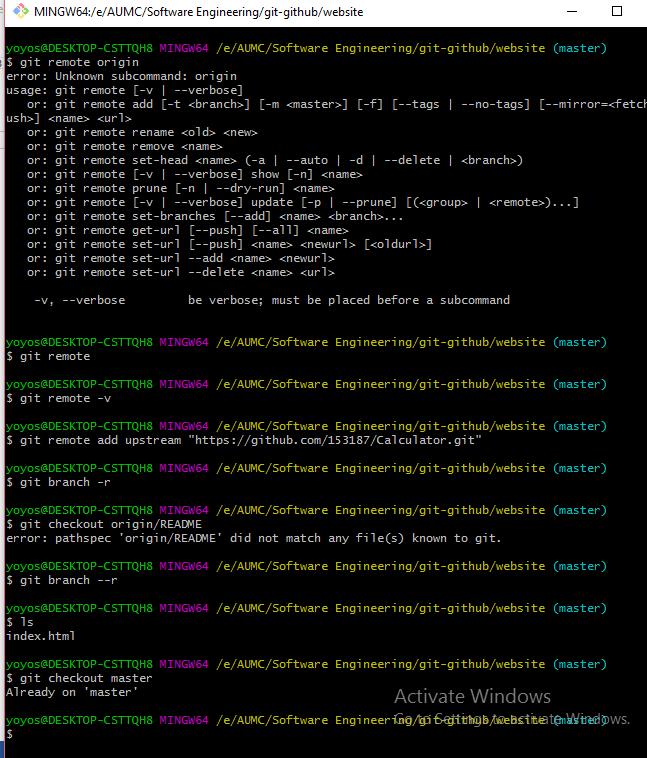 MINGW64:/e/AUMC/Software Engineering/git-github/website
yoyos@DESKTOP-CSTTQH8 MINGW64 /e/AUMC/Software Engineering/git-github/website (master)
$ git remote origin
error: Unknown subcommand: origin
usage: git remote [-v | --verbose]
or: git remote add [-t <branch>] [-m <master>] [-f] [--tags | --no-tags] [--mirror=<fetch
ush>] <name> <url>
or: git remote rename <old> <new>
or: git remote remove <name>
or: git remote set-head <name> (-a | --auto | -d | --delete | <branch>)
or: git remote [-v | --verbose] show [-n] <name>
or: git remote prune [-n | --dry-run] <name>
or: git remote [-v | --verbose] update [-p | --prune] [(<group> | <remote>)...]
or: git remote set-branches [--add] <name> <branch>...
or: git remote get-url [--push] [--all] <name>
or: git remote set-url [--push] <name> <newurl> [<oldurl>]
or: git remote set-url --add <name> <newurl>
or: git remote set-url --delete <name> <url>
-v, --verbose be verbose; must be placed before a subcommand
yoyos@DESKTOP-CSTTQH8 MINGW64 /e/AUMC/Software Engineering/git-github/website (master)
$ git remote
yoyos@DESKTOP-CSTTQH8 MINGW64 /e/AUMC/Software Engineering/git-github/website (master)
$ git remote -v
yoyos@DESKTOP-CSTTQH8 MINGW64 /e/AUMC/Software Engineering/git-github/website (master)
$ git remote add upstream "https://github.com/153187/Calculator.git"
yoyos@DESKTOP-CSTTQH8 MINGW64 /e/AUMC/Software Engineering/git-github/website (master)
$ git branch -r
yoyos@DESKTOP-CSTTQH8 MINGW64 /e/AUMC/Software Engineering/git-github/website (master)
$ git checkout origin/README
error: pathspec 'origin/README' did not match any file(s) known to git.
yoyos@DESKTOP-CSTTQH8 MINGW64 /e/AUMC/Software Engineering/git-github/website (master)
$ git branch --r
yoyos@DESKTOP-CSTTQH8 MINGW64 /e/AUMC/Software Engineering/git-github/website (master)
$ ls
index.html
yoyos@DESKTOP-CSTTQH8 MINGW64 /e/AUMC/Software Engineering/git-github/website (master)
$ git checkout master
Already on 'master'
Activate Windows
yoyos@DESKTOP-CSTTQH8 MINGW64 /e/AUMC/Software Engineering/git-github/website (master)
Go to Settings to activate Windows.
$